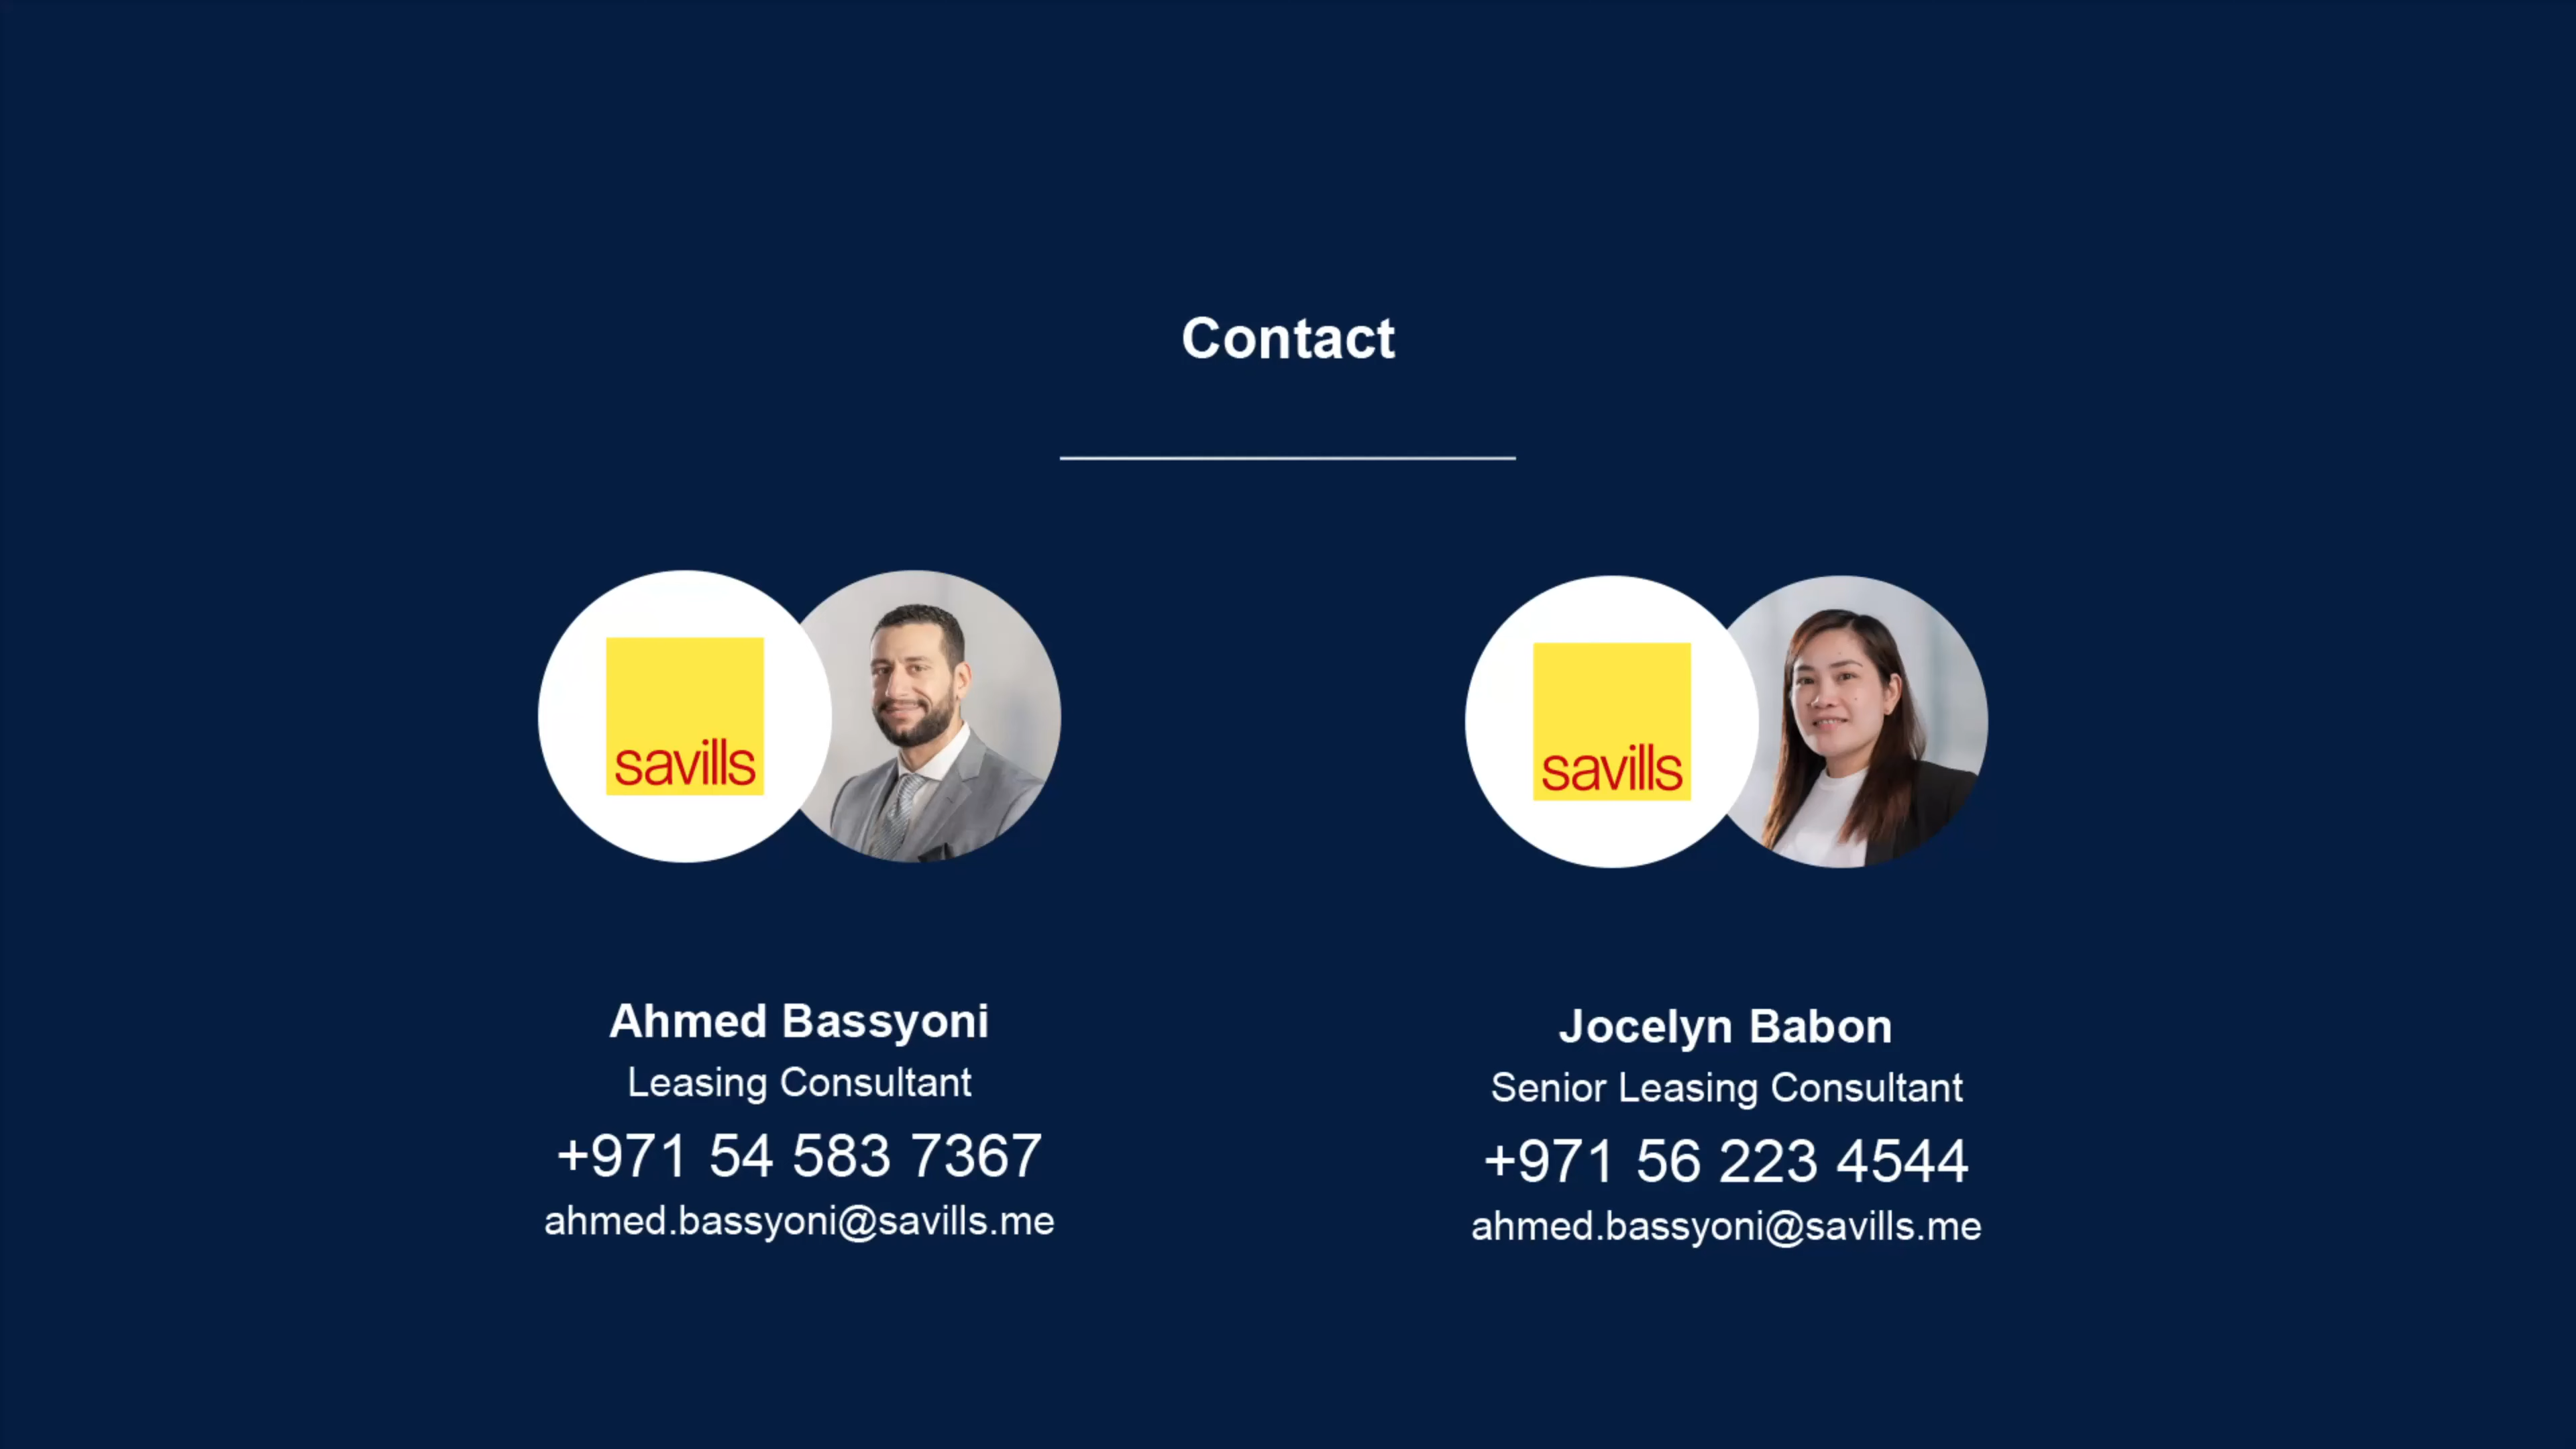 Contact
savills
savills
Ahmed Bassyoni
Leasing Consultant
+971 54 583 7367
ahmed.bassyoni@savills.me
Jocelyn Babon
Senior Leasing Consultant
+971 56 223 4544
ahmed.bassyoni@savills.me